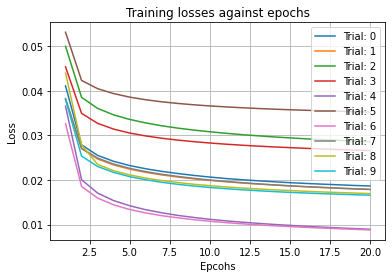 Training losses against epochs
Loss
0.05
0.04
0.03
0.02
0.01
Trial: 0
Trial: 1
Trial: 2
Trial: 3
Trial: 4
Trial: 5
Trial: 6
Trial: 7
Trial: 8
Trial: 9
2.5 5.0 7.5 10.0 12.5 15.0 17.5 20.0
Epcohs